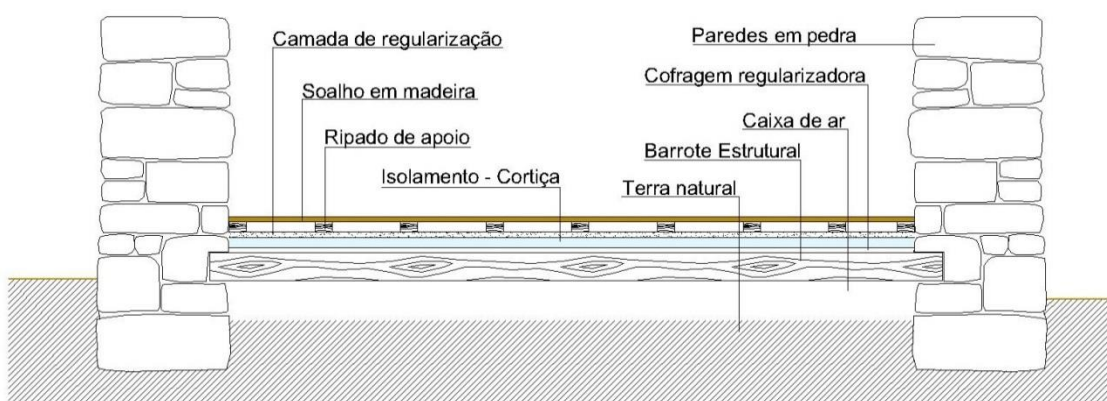 Camada de regularização
Soalho em madeira
Ripado de apoio
Isolamento - Cortiça
Paredes em pedra
Cofragem regularizadora
Caixa de ar
Barrote Estrutural
Terra natural